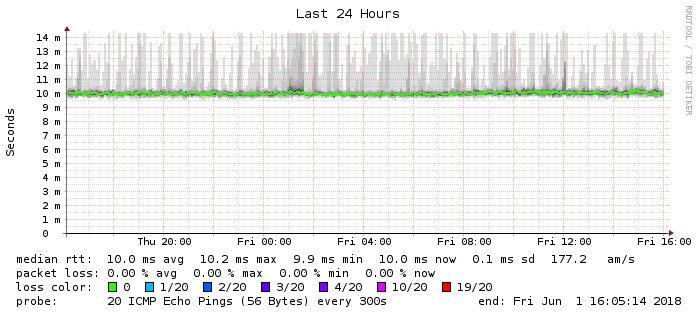 Last 24 Hours
RRDTOOL / TOBI OETIKER
Seconds
14 m
13 m
12 m
11 m
10 m
9 m
8 m
7 m
6 m
5 m
4 m
3 m
2 m
1 m
0
Thu 20:00 Fri 00:00 Fri 04:00 Fri 08:00 Fri 12:00 Fri 16:00
median rtt: 10.0 ms avg 10.2 ms max 9.9 ms min 10.0 ms now 0.1 ms sd 177.2 am/s
packet loss: 0.00 % avg 0.00 % max 0.00 % min 0.00 % now
loss color: 0 1/20 2/20 3/20 4/20 10/20 19/20
probe: 20 ICMP Echo Pings (56 Bytes) every 300s end: Fri Jun 1 16:05:14 2018